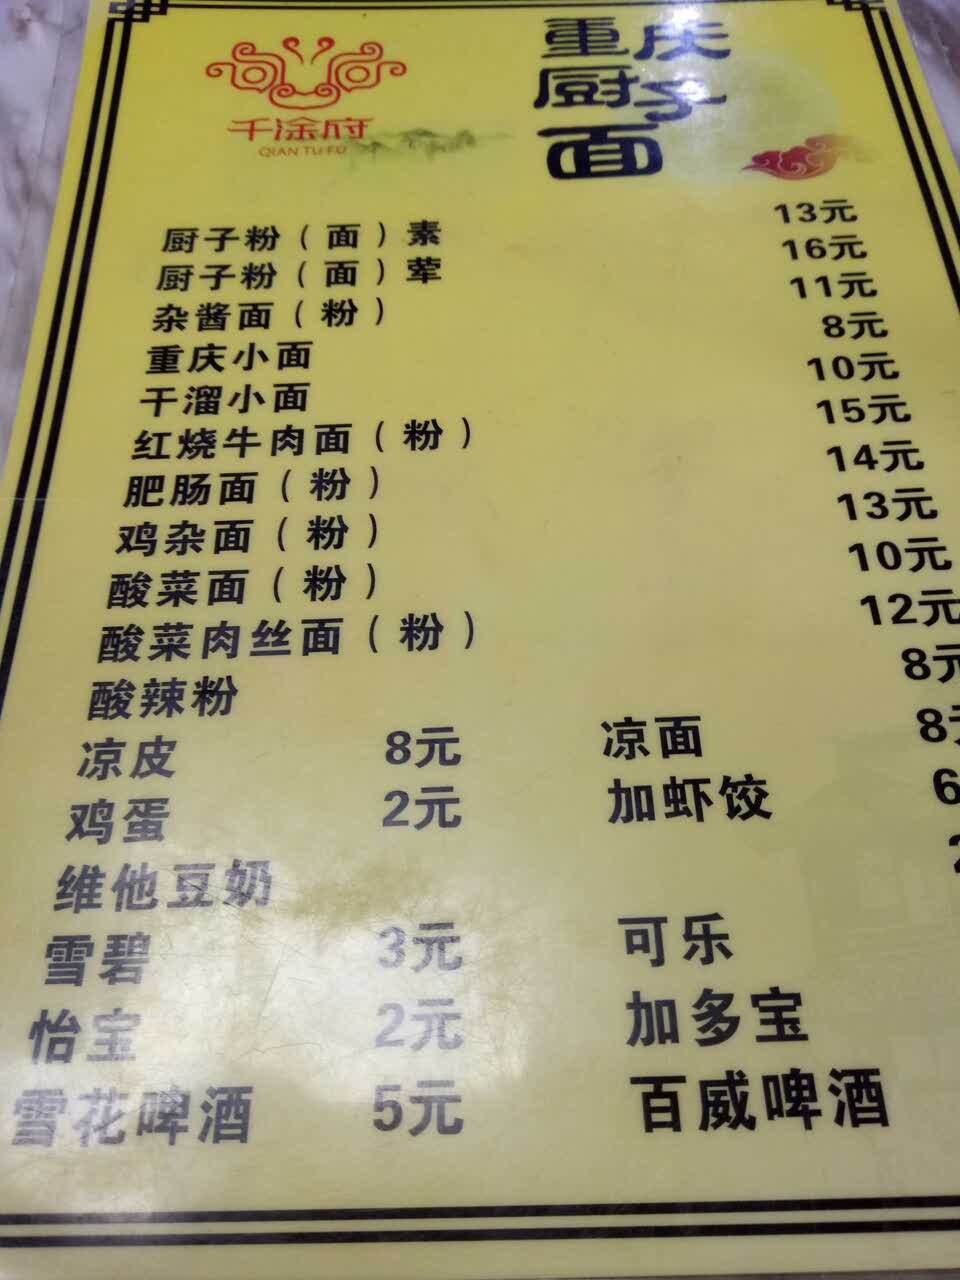 千淦府
QIAN TU FU
重庆
厨子
面
厨子粉（面）素 13元
厨子粉（面）荤 16元
杂酱面（粉） 11元
重庆小面 8元
干溜小面 10元
红烧牛肉面（粉） 15元
肥肠面（粉） 14元
鸡杂面（粉） 13元
酸菜面（粉） 10元
酸菜肉丝面（粉） 12元
酸辣粉 8元
凉皮 8元 凉面 8元
鸡蛋 2元 加虾饺 6
维他豆奶
雪碧 3元 可乐
怡宝 2元 加多宝
雪花啤酒 5元 百威啤酒